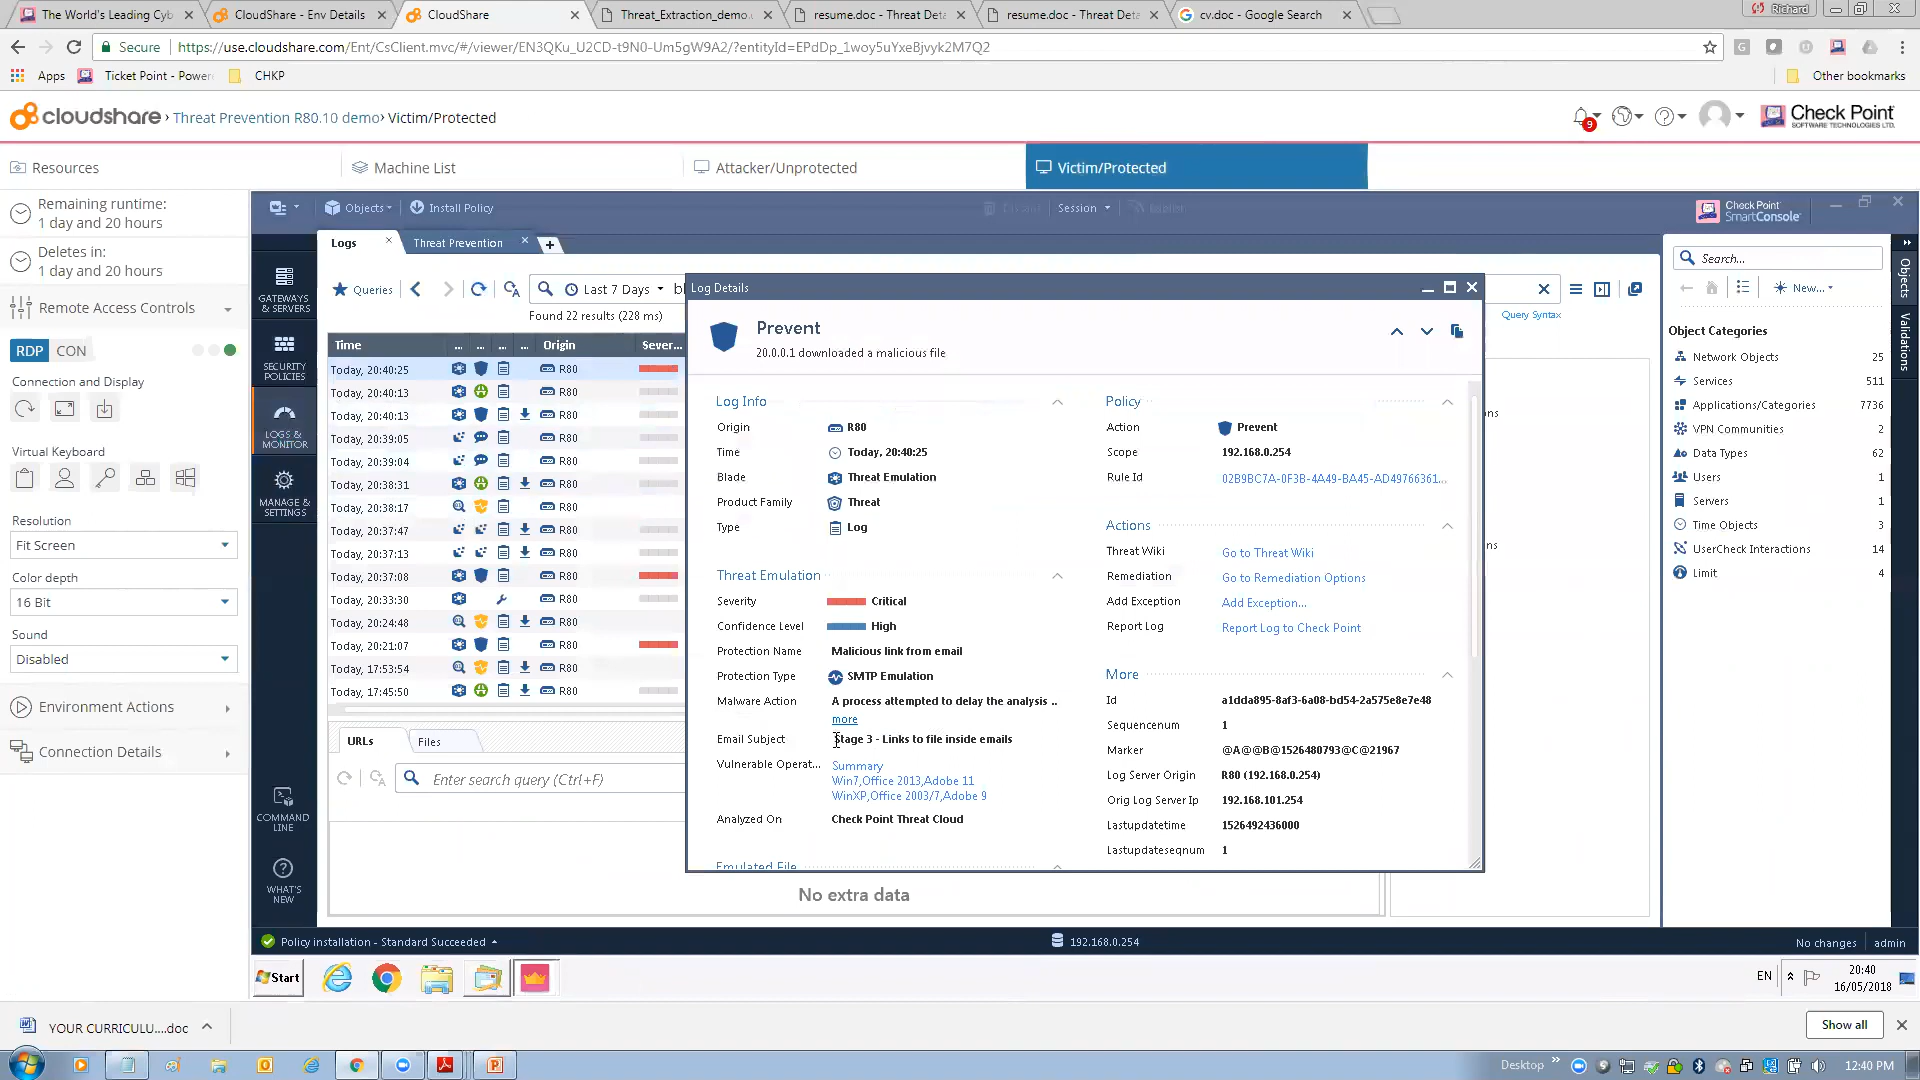 The World's Leading Cyb
CloudShare - Env Details
CloudShare
Threat_Extraction_demo.
resume.doc - Threat Deta
resume.doc - Threat Deta
cv.doc - Google Search
Richard
Secure
https://use.cloudshare.com/Ent/CsClient.mvc/#/viewer/EN3QKu_U2CD-t9N0-Um5gW9A2/?entityId=EPdDp_1woy5uYxeBjvyk2M7Q2
Apps
Ticket Point - Power
CHKP
Other bookmarks
cloudshare
› Threat Prevention R80.10 demo› Victim/Protected
9
Check Point
SOFTWARE TECHNOLOGIES LTD.
Resources
Machine List
Attacker/Unprotected
Victim/Protected
Remaining runtime:
1 day and 20 hours
Deletes in:
1 day and 20 hours
Remote Access Controls
RDP CON
Connection and Display
Virtual Keyboard
Resolution
Fit Screen
Color depth
16 Bit
Sound
Disabled
Environment Actions
Connection Details
Objects
Install Policy
Discard
Session
Check Point
SmartConsole
GATEWAYS
& SERVERS
SECURITY
POLICIES
LOGS &
MONITOR
MANAGE &
SETTINGS
COMMAND
LINE
WHAT'S
NEW
Logs
Threat Prevention
Queries
Last 7 Days
bl
Found 22 results (228 ms)
Query Syntax
Time ... ... ... ... Origin Sever...
Today, 20:40:25 R80
Today, 20:40:13 R80
Today, 20:40:13 R80
Today, 20:39:05 R80
Today, 20:39:04 R80
Today, 20:38:31 R80
Today, 20:38:17 R80
Today, 20:37:47 R80
Today, 20:37:13 R80
Today, 20:37:08 R80
Today, 20:33:30 R80
Today, 20:24:48 R80
Today, 20:21:07 R80
Today, 17:53:54 R80
Today, 17:45:50 R80
URLs
Files
Enter search query (Ctrl+F)
No extra data
Log Details
Prevent
20.0.0.1 downloaded a malicious file
Log Info
Origin R80
Time Today, 20:40:25
Blade Threat Emulation
Product Family Threat
Type Log
Threat Emulation
Severity Critical
Confidence Level High
Protection Name Malicious link from email
Protection Type SMTP Emulation
Malware Action A process attempted to delay the analysis ..
more
Email Subject Stage 3 - Links to file inside emails
Vulnerable Operat... Summary
Win7,Office 2013,Adobe 11
WinXP,Office 2003/7,Adobe 9
Analyzed On Check Point Threat Cloud
Emulated File
Policy
Action Prevent
Scope 192.168.0.254
Rule Id 02B9BC7A-0F3B-4A49-BA45-AD49766361...
Actions
Threat Wiki Go to Threat Wiki
Remediation Go to Remediation Options
Add Exception Add Exception...
Report Log Report Log to Check Point
More
Id a1dda895-8af3-6a08-bd54-2a575e8e7e48
Sequencenum 1
Marker @A@@B@1526480793@C@21967
Log Server Origin R80 (192.168.0.254)
Orig Log Server Ip 192.168.101.254
Lastupdatetime 1526492436000
Lastupdateseqnum 1
ns
ns
Search...
New...
Object Categories
Network Objects 25
Services 511
Applications/Categories 7736
VPN Communities 2
Data Types 62
Users 1
Servers 1
Time Objects 3
UserCheck Interactions 14
Limit 4
Objects
Validations
Policy installation - Standard Succeeded
192.168.0.254
No changes
admin
Start
EN
20:40
16/05/2018
YOUR CURRICULU....doc
Show all
Desktop
12:40 PM